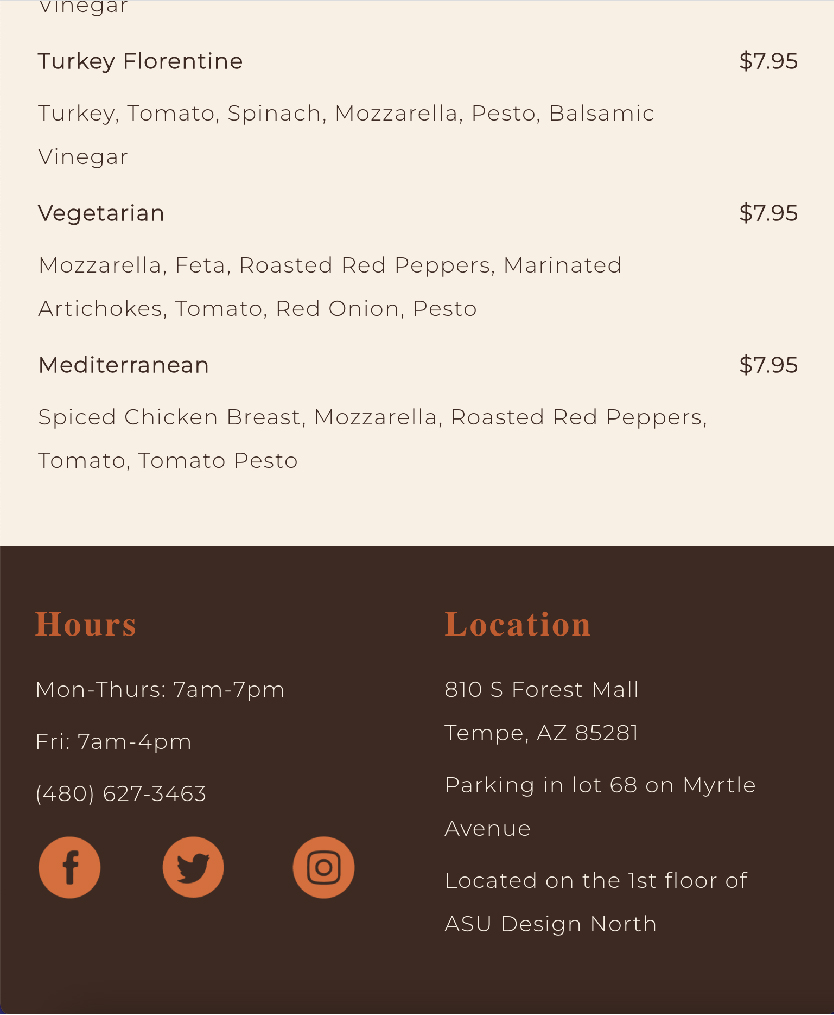 Vinegar
Turkey Florentine $7.95
Turkey, Tomato, Spinach, Mozzarella, Pesto, Balsamic
Vinegar
Vegetarian $7.95
Mozzarella, Feta, Roasted Red Peppers, Marinated
Artichokes, Tomato, Red Onion, Pesto
Mediterranean $7.95
Spiced Chicken Breast, Mozzarella, Roasted Red Peppers,
Tomato, Tomato Pesto
Hours
Mon-Thurs: 7am-7pm
Fri: 7am-4pm
(480) 627-3463
Location
810 S Forest Mall
Tempe, AZ 85281
Parking in lot 68 on Myrtle
Avenue
Located on the 1st floor of
ASU Design North